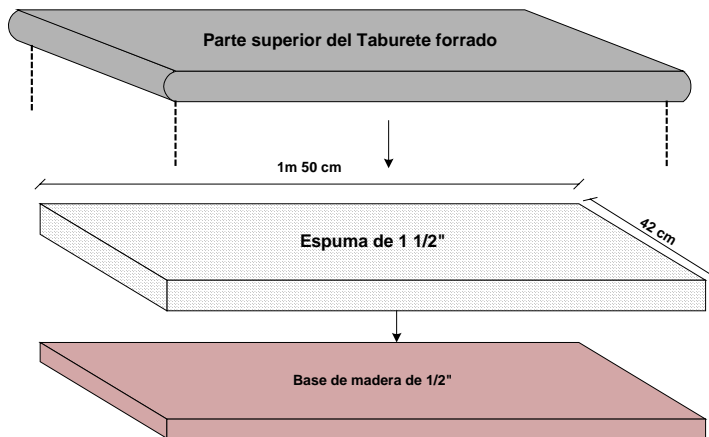 Parte superior del Taburete forrado
1m 50 cm
42 cm
Espuma de 1 1/2"
Base de madera de 1/2"